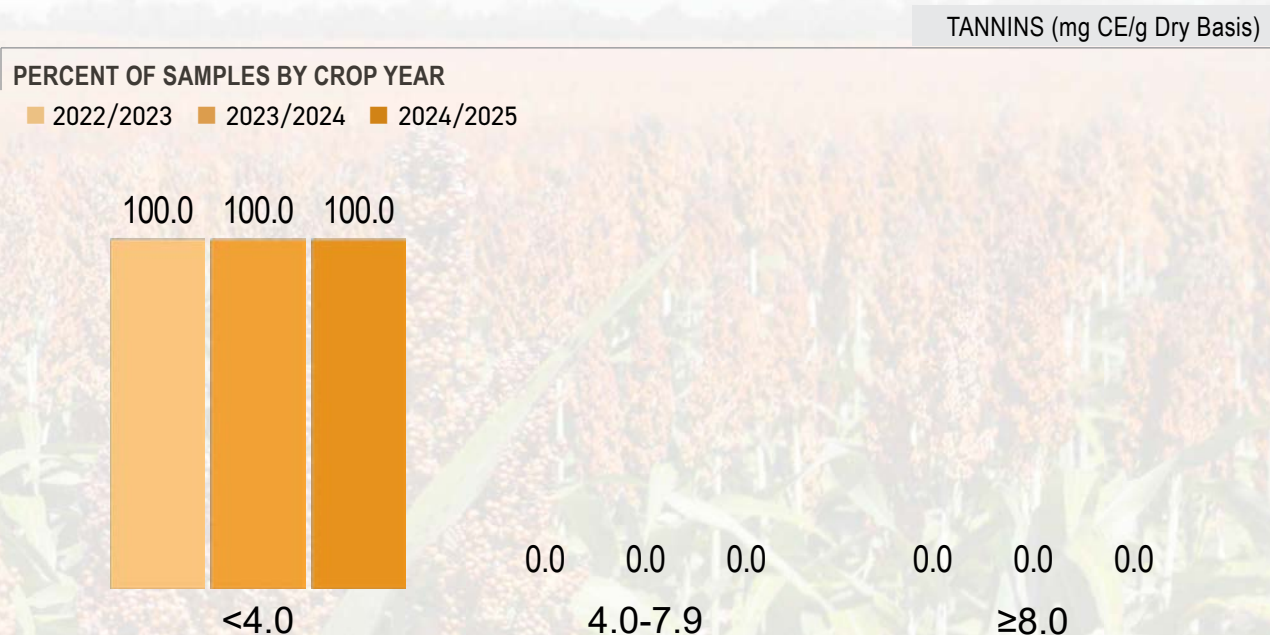 TANNINS (mg CE/g Dry Basis)
PERCENT OF SAMPLES BY CROP YEAR
2022/2023 2023/2024 2024/2025
100.0 100.0 100.0
0.0 0.0 0.0 0.0 0.0 0.0
<4.0 4.0-7.9 ≥8.0